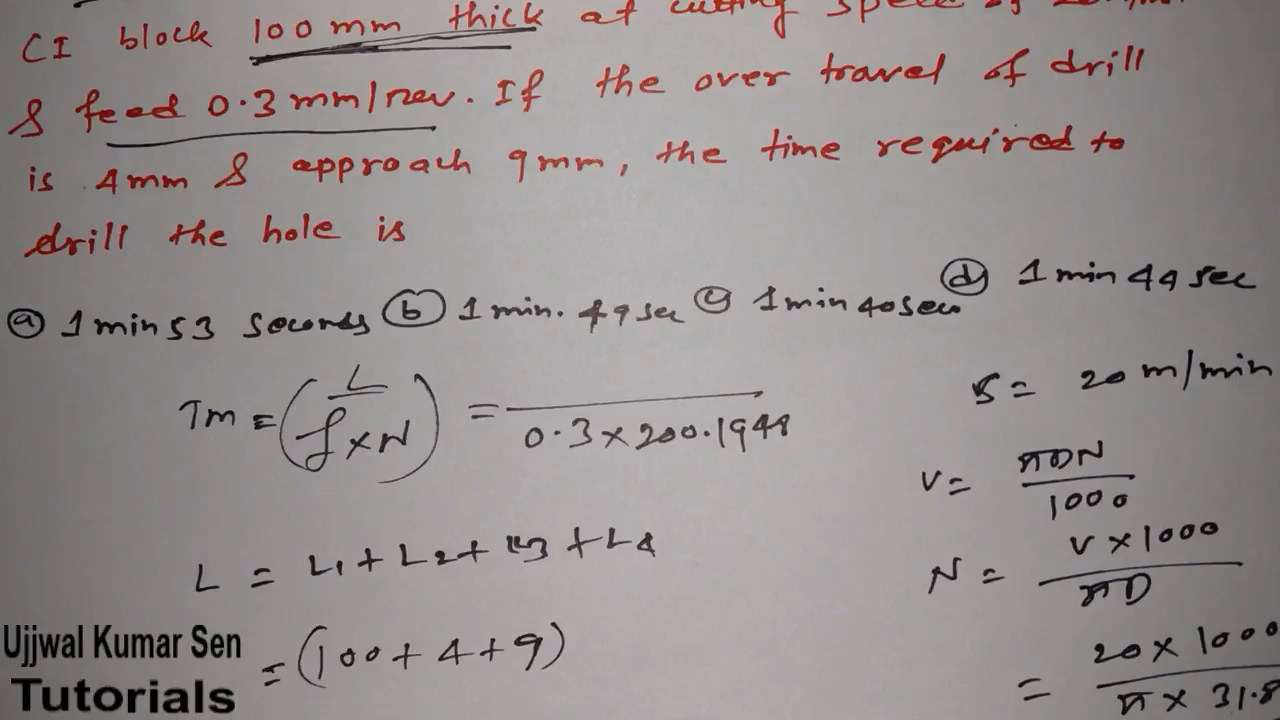 CI block 100 mm thick at cutting speed of
& feed 0.3 mm/rev. If the over travel of drill
is 4mm & approach 9mm, the time required to
drill the hole is
(a) 1 min 53 seconds (b) 1 min. 49 sec (c) 1 min 40 sec (d) 1 min 44 sec
Tm = (L / f×N) = / 0.3×200.1948
S = 20 m/min
V = πDN / 1000
L = L1+L2+L3+L4
N = V×1000 / πD
= (100+4+9)
= 20×1000 / π×31.8
Ujjwal Kumar Sen
Tutorials